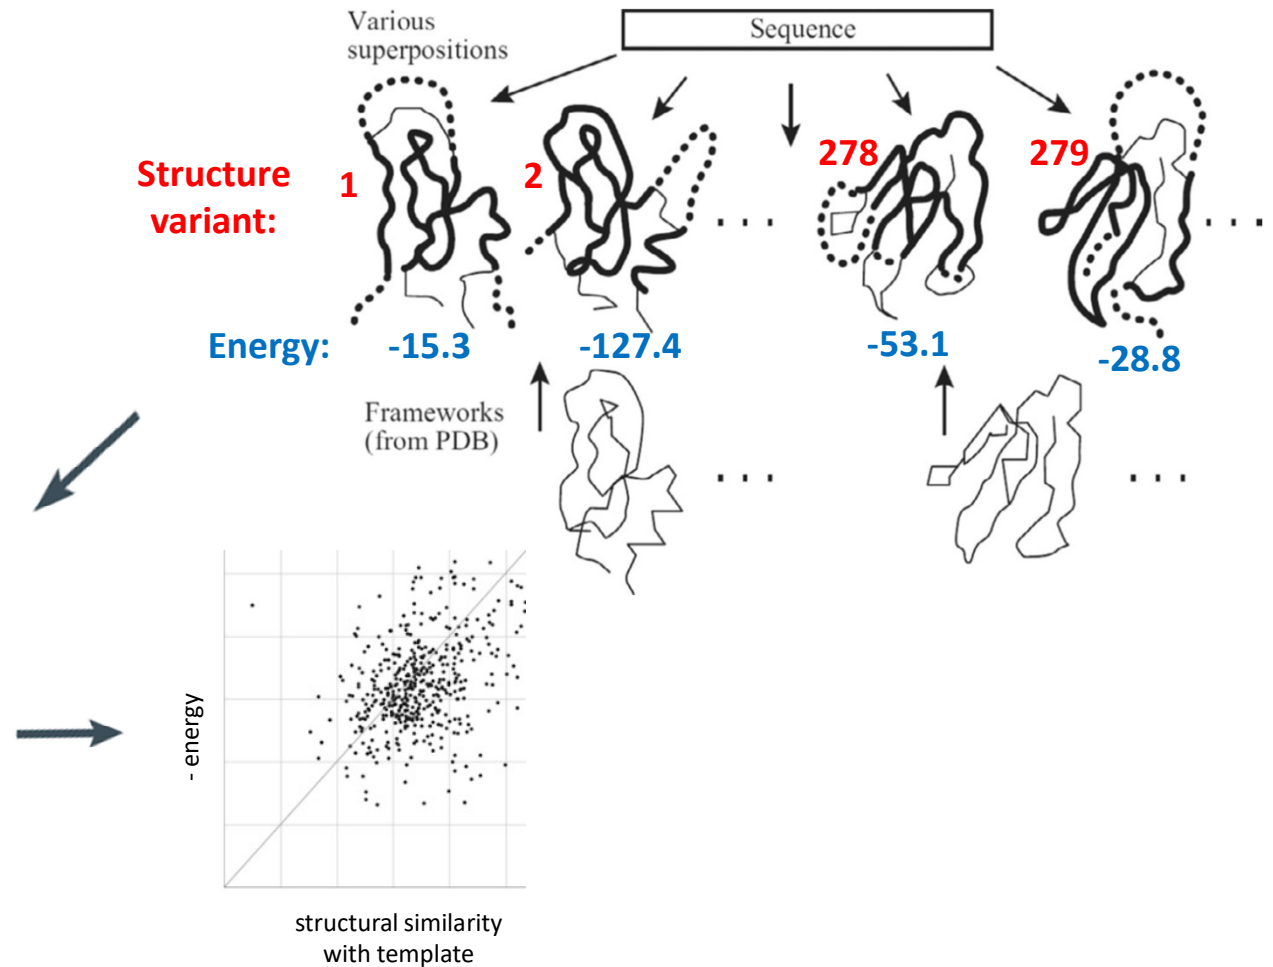 Various
superpositions
Sequence
Structure
variant:
1
2
278
279
. . .
. . .
Energy:
-15.3
-127.4
-53.1
-28.8
Frameworks
(from PDB)
. . .
. . .
- energy
structural similarity
with template